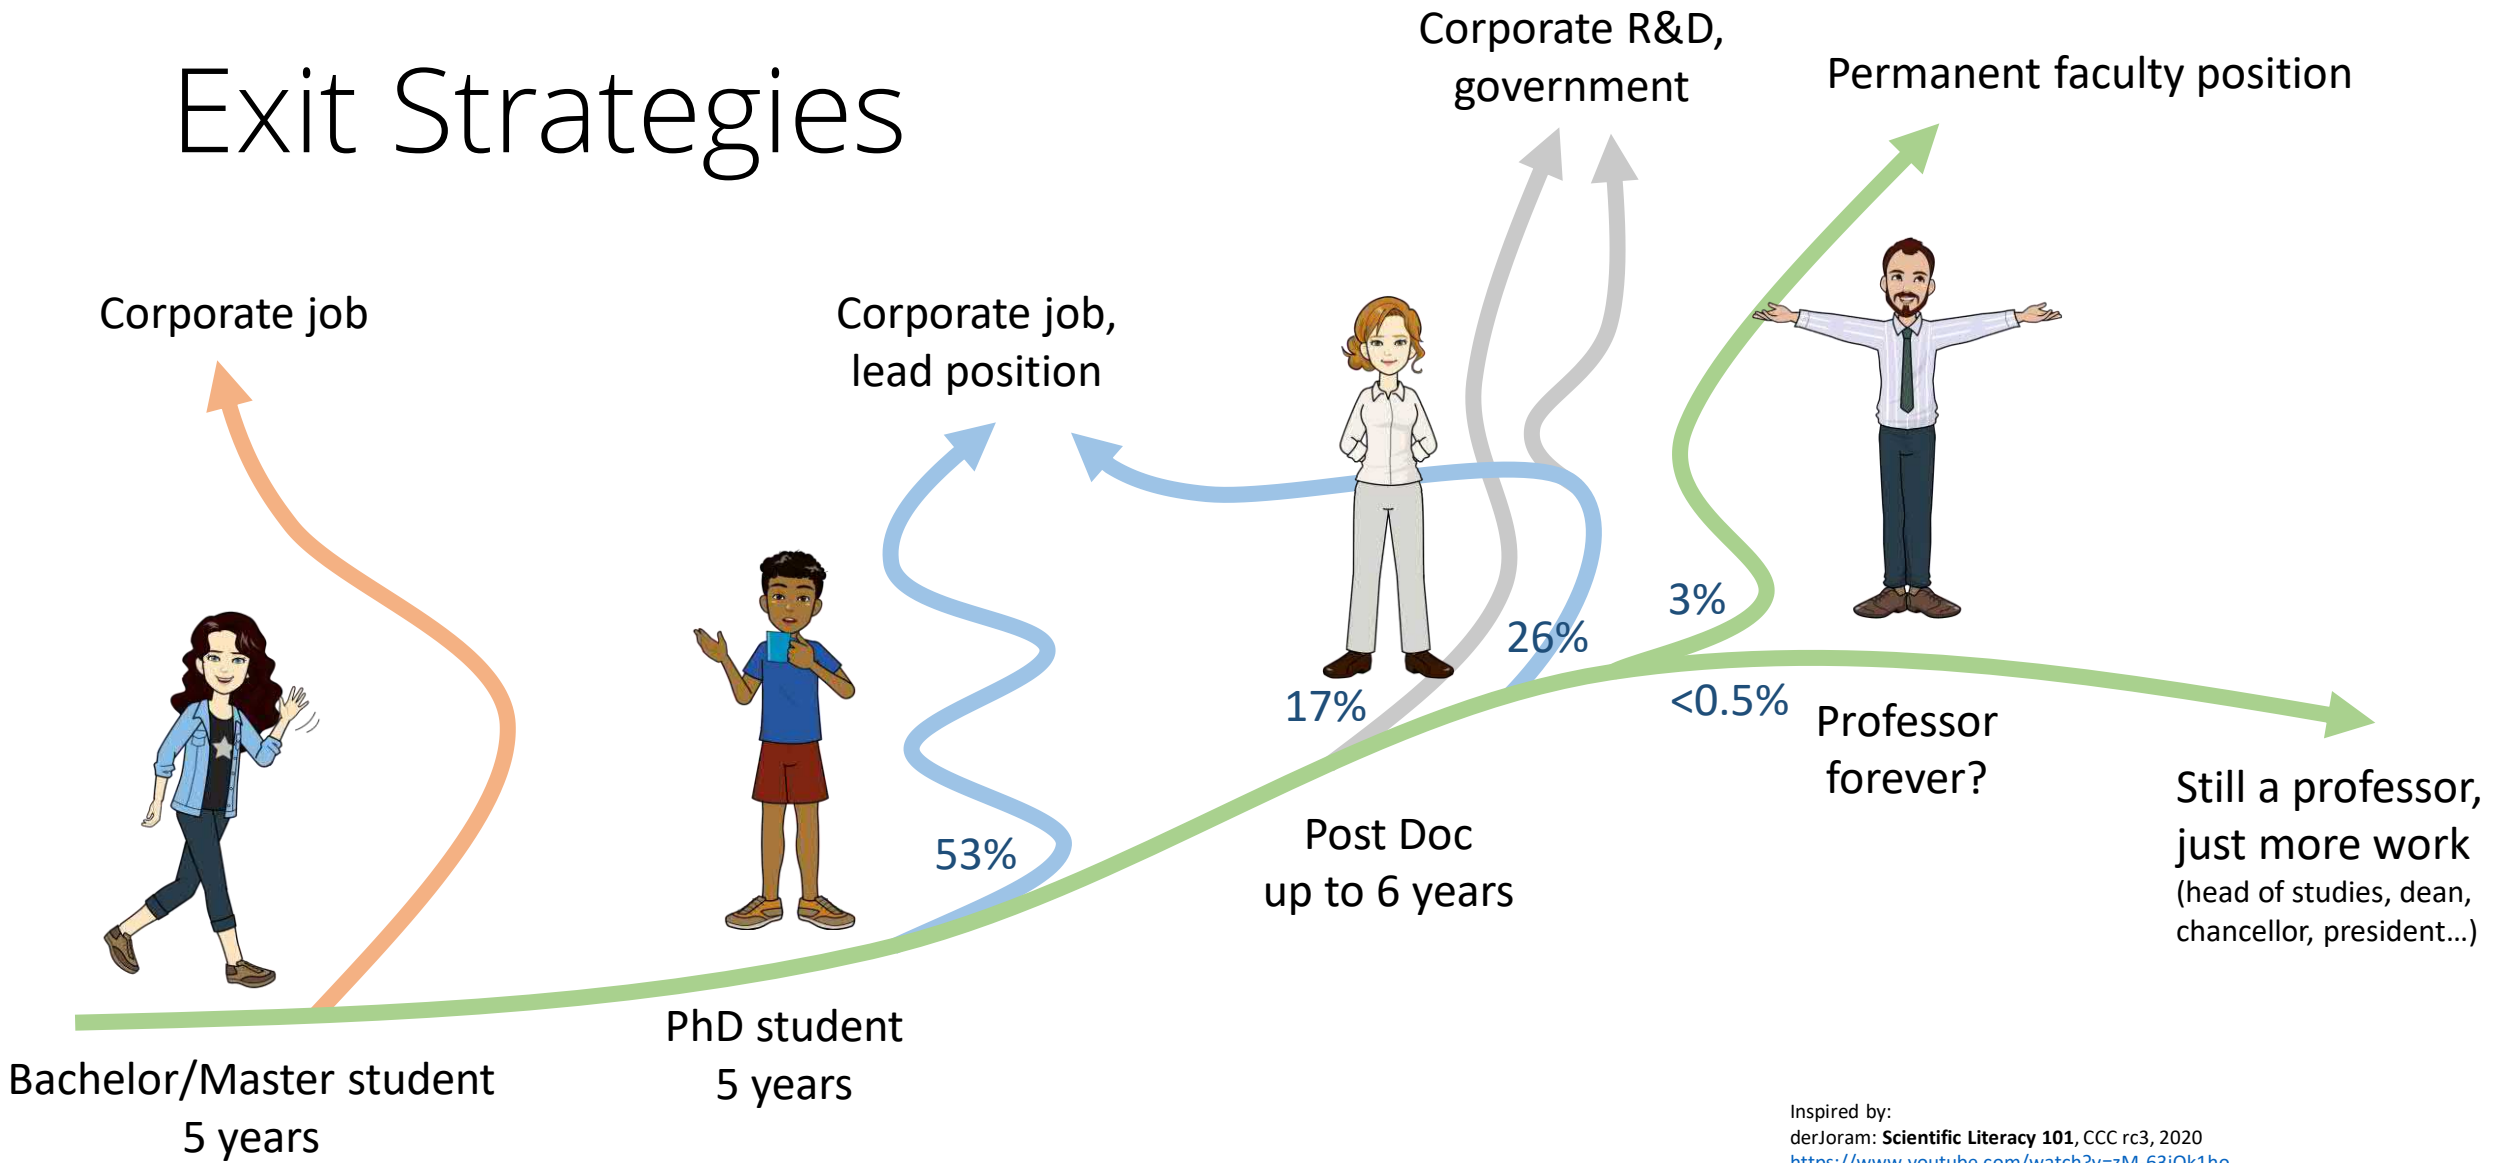 Exit Strategies
Corporate R&D,
government
Permanent faculty position
Corporate job
Corporate job,
lead position
3%
26%
17%
<0.5%
53%
Professor
forever?
Still a professor,
just more work
(head of studies, dean,
chancellor, president…)
Post Doc
up to 6 years
PhD student
5 years
Bachelor/Master student
5 years
Inspired by:
derJoram: Scientific Literacy 101, CCC rc3, 2020